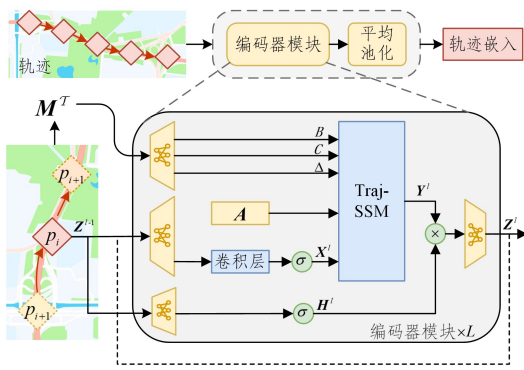 轨迹
编码器模块
平均
池化
轨迹嵌入
M^𝒯
B
C
Δ
p_{i+1}
p_i
Z^{l-1}
p_{i+1}
A
Traj-
SSM
卷积层
σ
X^l
Y^l
×
Z^l
σ
H^l
编码器模块×L